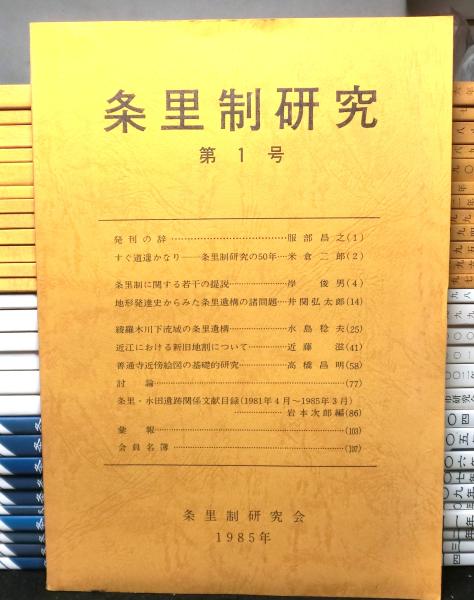 条里制研究
第1号
発刊の辞……………………………服部昌之(1)
すぐ道遥かなり――条里制研究の50年…米倉二郎(2)
条里制に関する若干の提説……………岸 俊男(4)
地形発達史からみた条里遺構の諸問題…井関弘太郎(14)
綾羅木川下流域の条里遺構……………水島稔夫(25)
近江における新旧地割について………近藤 滋(41)
善通寺近傍絵図の基礎的研究…………高橋昌明(58)
討 論……………………………………(77)
条里・水田遺跡関係文献目録(1981年4月～1985年3月)
……………岩本次郎編(86)
彙 報……………………………………(103)
会員名簿…………………………………(107)
条里制研究会
1985年